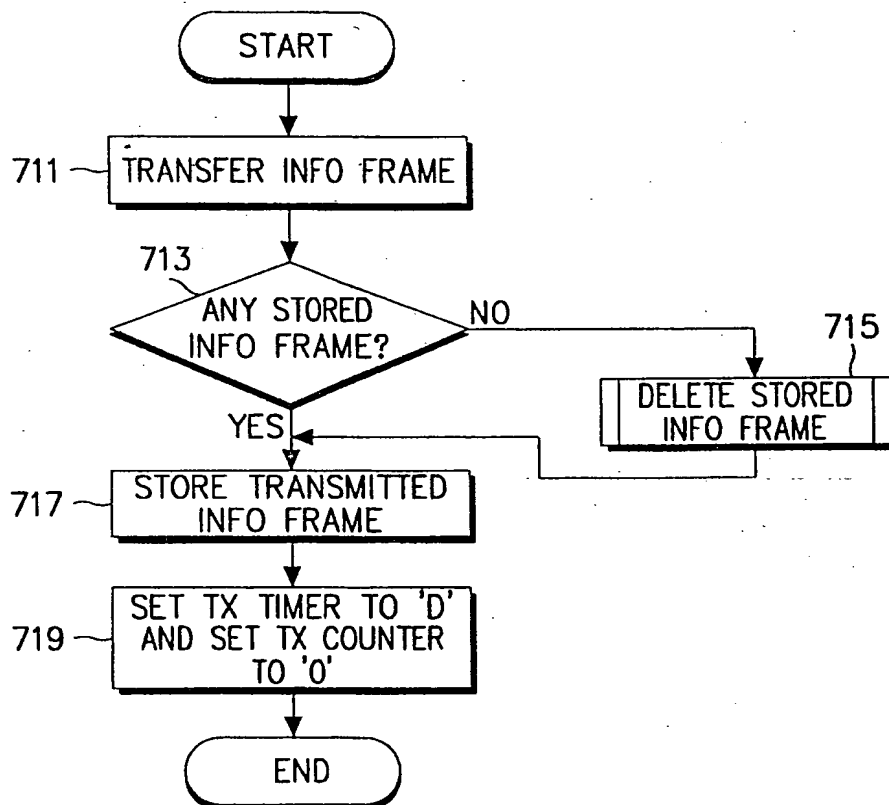 START
711
TRANSFER INFO FRAME
713
ANY STORED
INFO FRAME?
NO
715
DELETE STORED
INFO FRAME
YES
717
STORE TRANSMITTED
INFO FRAME
719
SET TX TIMER TO 'D'
AND SET TX COUNTER
TO '0'
END